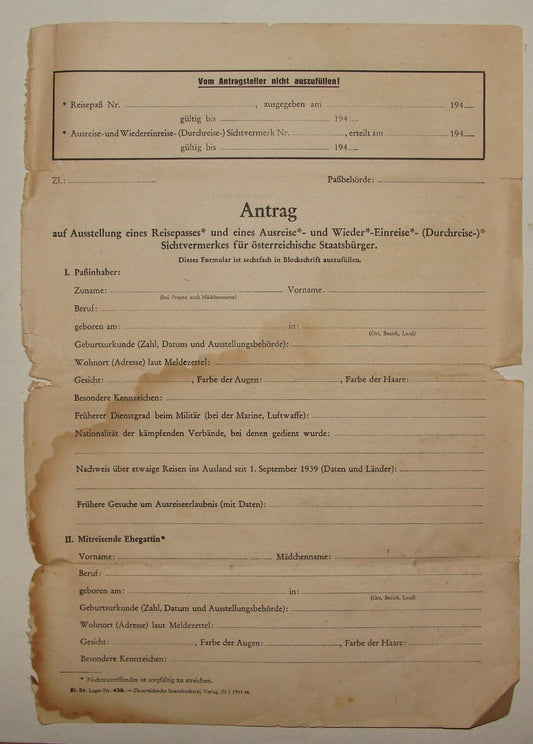 Vom Antragsteller nicht auszufüllen!
* Reisepaß Nr. , ausgegeben am 194
gültig bis 194
* Ausreise- und Wiedereinreise- (Durchreise-) Sichtvermerk Nr. , erteilt am 194
gültig bis 194
Zl.: Paßbehörde:
Antrag
auf Ausstellung eines Reisepasses* und eines Ausreise*- und Wieder*-Einreise*- (Durchreise-)*
Sichtvermerkes für österreichische Staatsbürger.
Dieses Formular ist sechsfach in Blockschrift auszufüllen.
I. Paßinhaber:
Zuname: Vorname.
(bei Frauen auch Mädchenname)
Beruf:
geboren am: in:
(Ort, Bezirk, Land)
Geburtsurkunde (Zahl, Datum und Ausstellungsbehörde):
Wohnort (Adresse) laut Meldezettel:
Gesicht: , Farbe der Augen: , Farbe der Haare:
Besondere Kennzeichen:
Früherer Dienstgrad beim Militär (bei der Marine, Luftwaffe):
Nationalität der kämpfenden Verbände, bei denen gedient wurde:
Nachweis über etwaige Reisen ins Ausland seit 1. September 1939 (Daten und Länder):
Frühere Gesuche um Ausreiseerlaubnis (mit Daten):
II. Mitreisende Ehegattin*
Vorname: Mädchenname:
Beruf:
geboren am: in:
(Ort, Bezirk, Land)
Geburtsurkunde (Zahl, Datum und Ausstellungsbehörde):
Wohnort (Adresse) laut Meldezettel:
Gesicht: , Farbe der Augen: , Farbe der Haare:
Besondere Kennzeichen:
* Nichtzutreffendes ist sorgfältig zu streichen.
St. Dr. Lager-Nr. 438. — Österreichische Staatsdruckerei, Verlag. (St.)